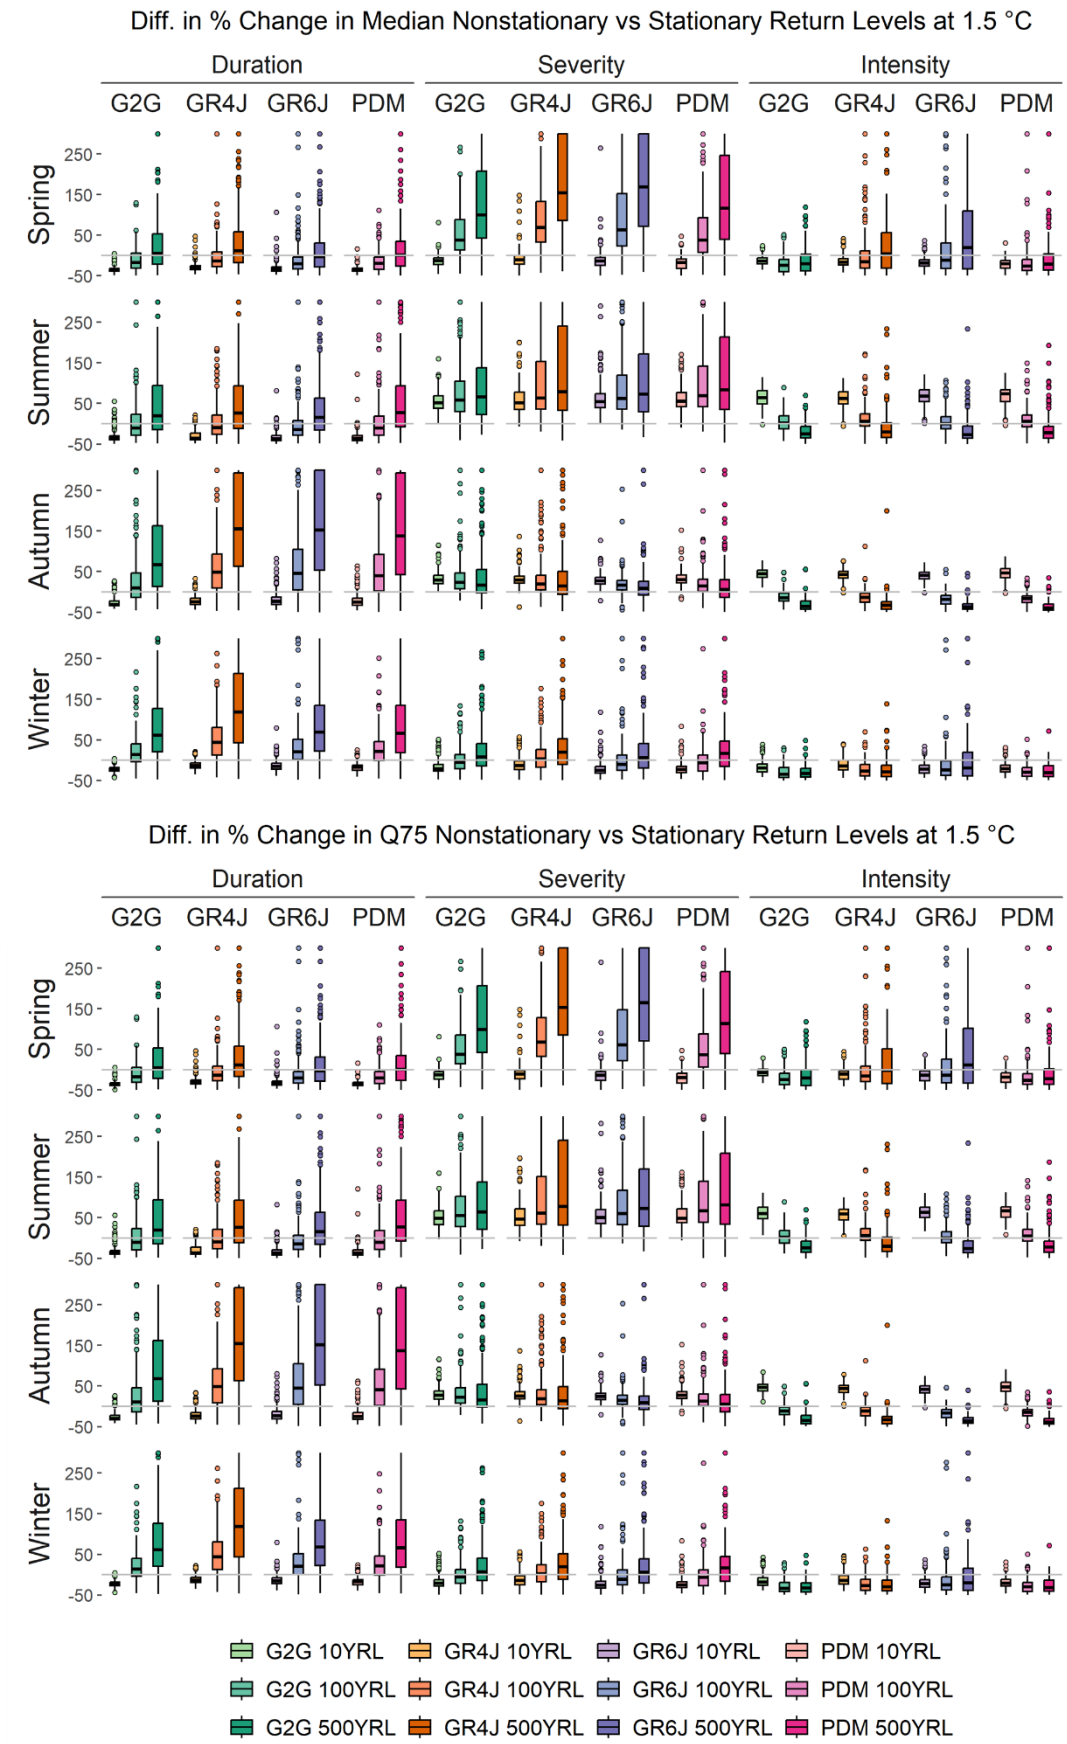 Diff. in % Change in Median Nonstationary vs Stationary Return Levels at 1.5 °C
Duration Severity Intensity
G2G GR4J GR6J PDM G2G GR4J GR6J PDM G2G GR4J GR6J PDM
Spring
250
150
50
-50
Summer
250
150
50
-50
Autumn
250
150
50
-50
Winter
250
150
50
-50
Diff. in % Change in Q75 Nonstationary vs Stationary Return Levels at 1.5 °C
Duration Severity Intensity
G2G GR4J GR6J PDM G2G GR4J GR6J PDM G2G GR4J GR6J PDM
Spring
250
150
50
-50
Summer
250
150
50
-50
Autumn
250
150
50
-50
Winter
250
150
50
-50
G2G 10YRL GR4J 10YRL GR6J 10YRL PDM 10YRL
G2G 100YRL GR4J 100YRL GR6J 100YRL PDM 100YRL
G2G 500YRL GR4J 500YRL GR6J 500YRL PDM 500YRL